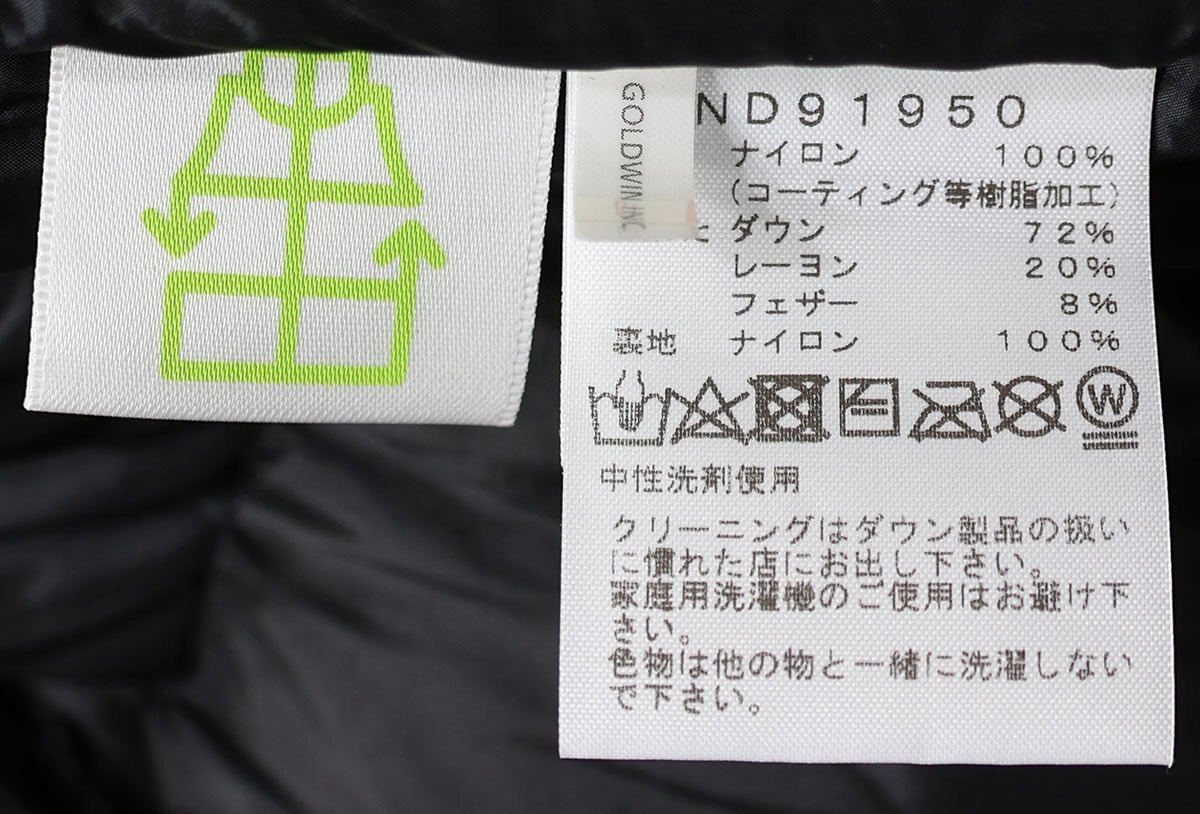 GOLDWIN INC
ND91950
ナイロン 100%
(コーティング等樹脂加工)
ダウン 72%
レーヨン 20%
フェザー 8%
裏地 ナイロン 100%
W
中性洗剤使用
クリーニングはダウン製品の扱い
に慣れた店にお出し下さい。
家庭用洗濯機のご使用はお避け下
さい。
色物は他の物と一緒に洗濯しない
で下さい。